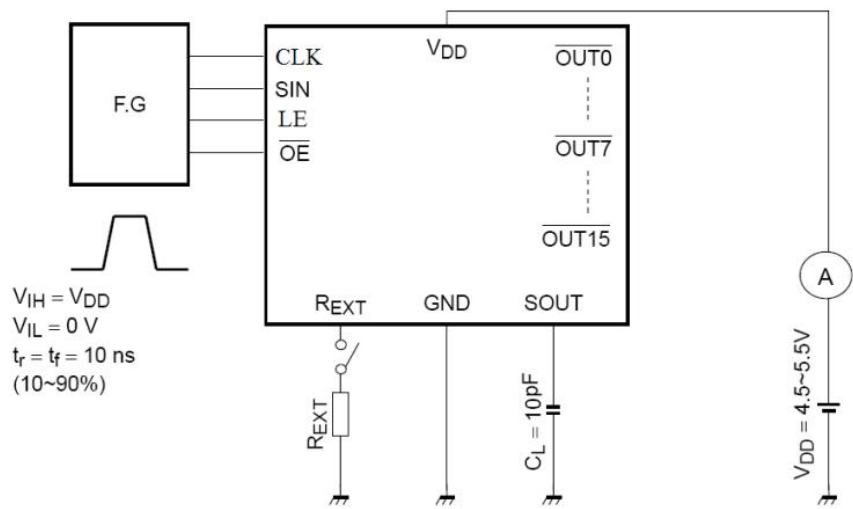 F.G
CLK
SIN
LE
OE
VDD
OUT0
OUT7
OUT15
REXT
GND
SOUT
A
VIH = VDD
VIL = 0 V
tr = tf = 10 ns
(10~90%)
REXT
CL = 10pF
VDD = 4.5~5.5V